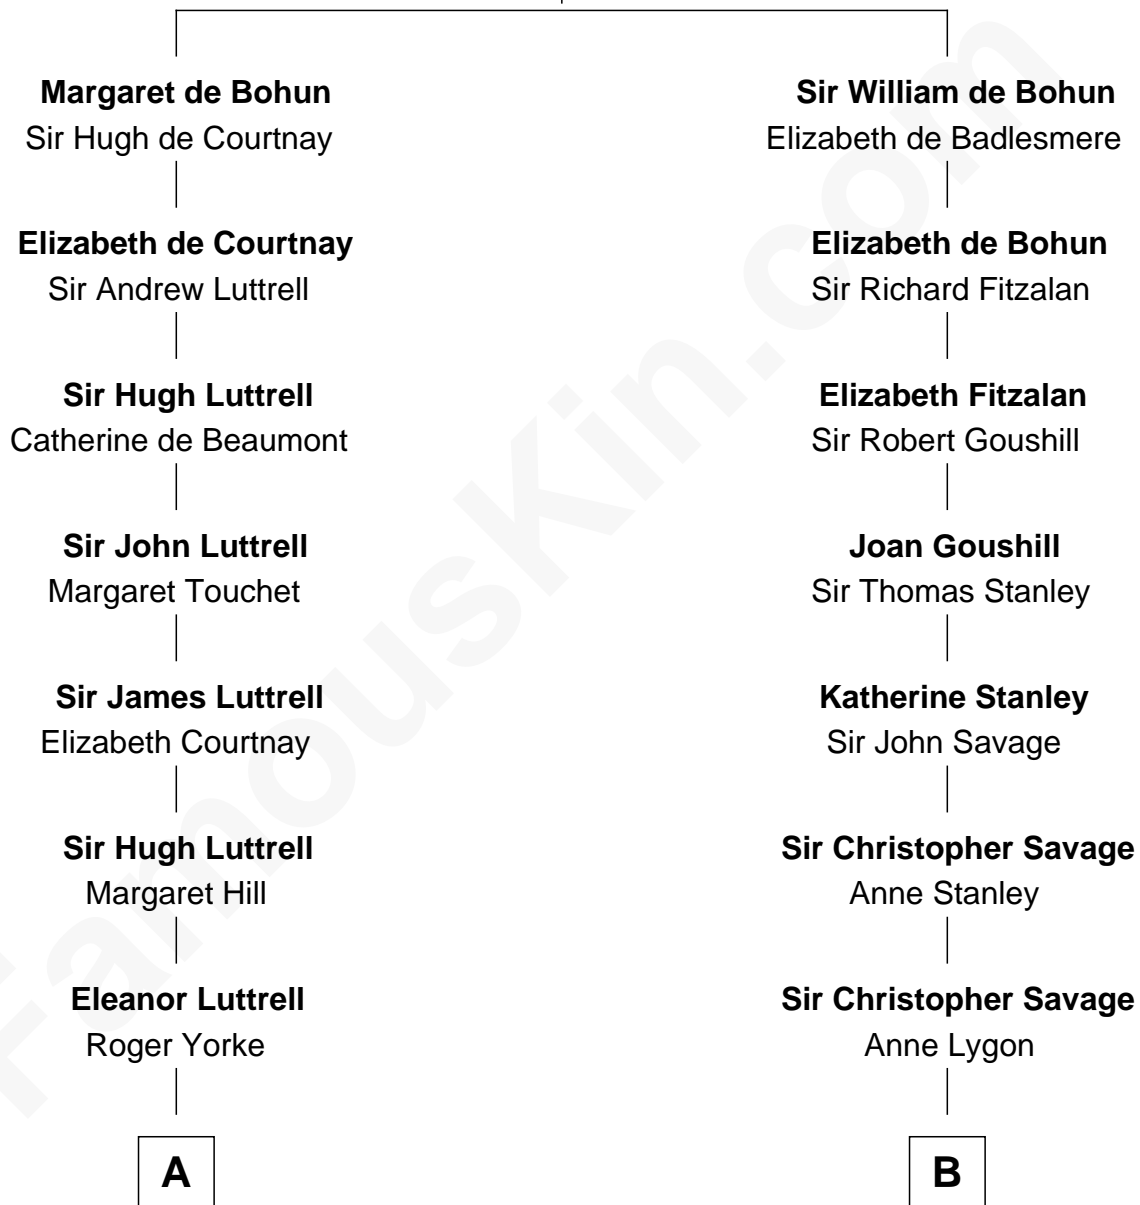 Margaret de Bohun
Sir Hugh de Courtnay
Elizabeth de Courtnay
Sir Andrew Luttrell
Sir Hugh Luttrell
Catherine de Beaumont
Sir John Luttrell
Margaret Touchet
Sir James Luttrell
Elizabeth Courtnay
Sir Hugh Luttrell
Margaret Hill
Eleanor Luttrell
Roger Yorke
A
Sir William de Bohun
Elizabeth de Badlesmere
Elizabeth de Bohun
Sir Richard Fitzalan
Elizabeth Fitzalan
Sir Robert Goushill
Joan Goushill
Sir Thomas Stanley
Katherine Stanley
Sir John Savage
Sir Christopher Savage
Anne Stanley
Sir Christopher Savage
Anne Lygon
B
FamousKin.com